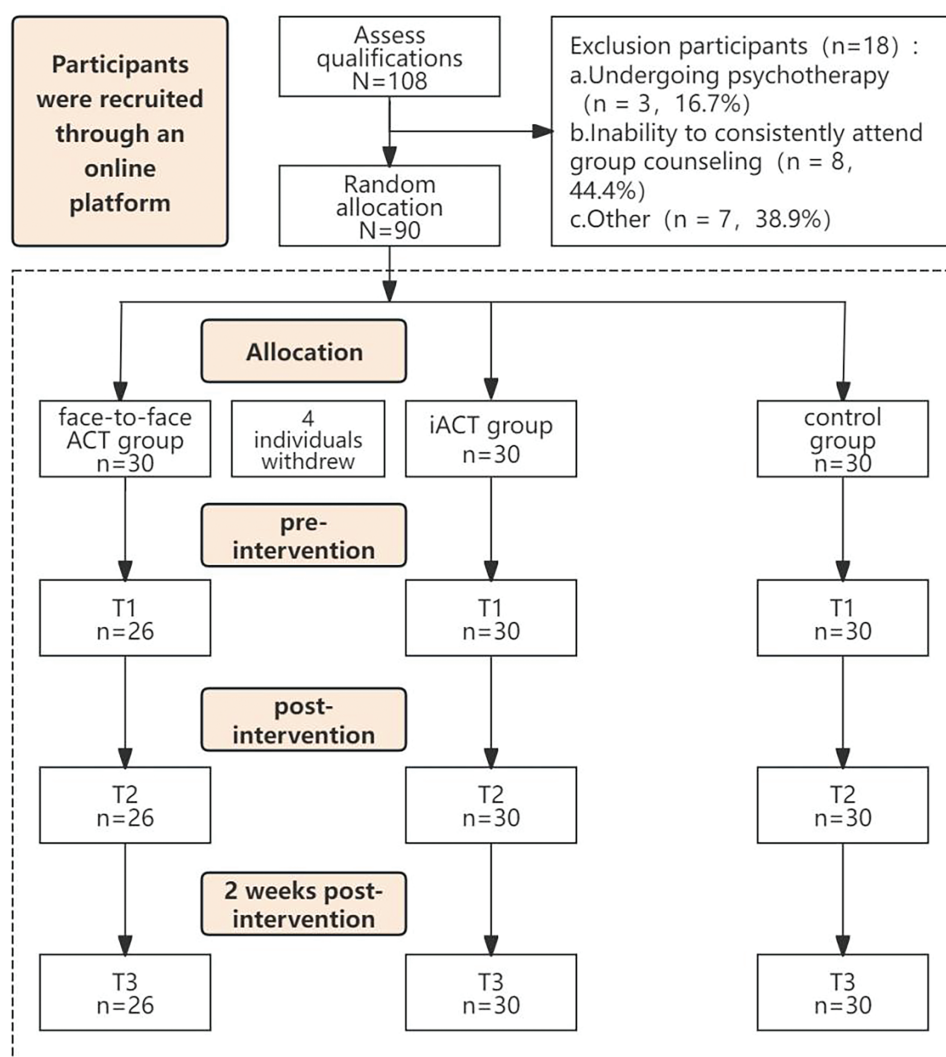 Participants
were recruited
through an
online
platform
Assess
qualifications
N=108
Exclusion participants（n=18）:
a.Undergoing psychotherapy
（n = 3，16.7%）
b.Inability to consistently attend
group counseling（n = 8，
44.4%）
c.Other（n = 7，38.9%）
Random
allocation
N=90
Allocation
face-to-face
ACT group
n=30
4
individuals
withdrew
iACT group
n=30
control
group
n=30
pre-
intervention
T1
n=26
T1
n=30
T1
n=30
post-
intervention
T2
n=26
T2
n=30
T2
n=30
2 weeks post-
intervention
T3
n=26
T3
n=30
T3
n=30